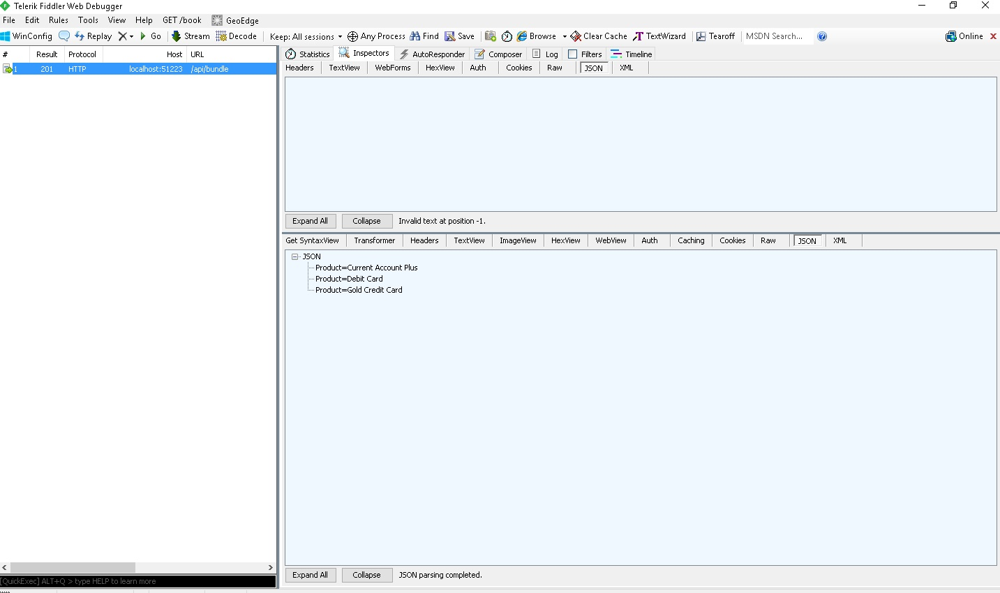 Telerik Fiddler Web Debugger
File Edit Rules Tools View Help GET /book GeoEdge
WinConfig Replay Go Stream Decode Keep: All sessions Any Process Find Save Browse Clear Cache TextWizard Tearoff MSDN Search... Online
# Result Protocol Host URL
1 201 HTTP localhost:51223 /api/bundle
Statistics Inspectors AutoResponder Composer Log Filters Timeline
Headers TextView WebForms HexView Auth Cookies Raw JSON XML
Expand All Collapse Invalid text at position -1.
Get SyntaxView Transformer Headers TextView ImageView HexView WebView Auth Caching Cookies Raw JSON XML
JSON
Product=Current Account Plus
Product=Debit Card
Product=Gold Credit Card
Expand All Collapse JSON parsing completed.
[QuickExec] ALT+Q > type HELP to learn more